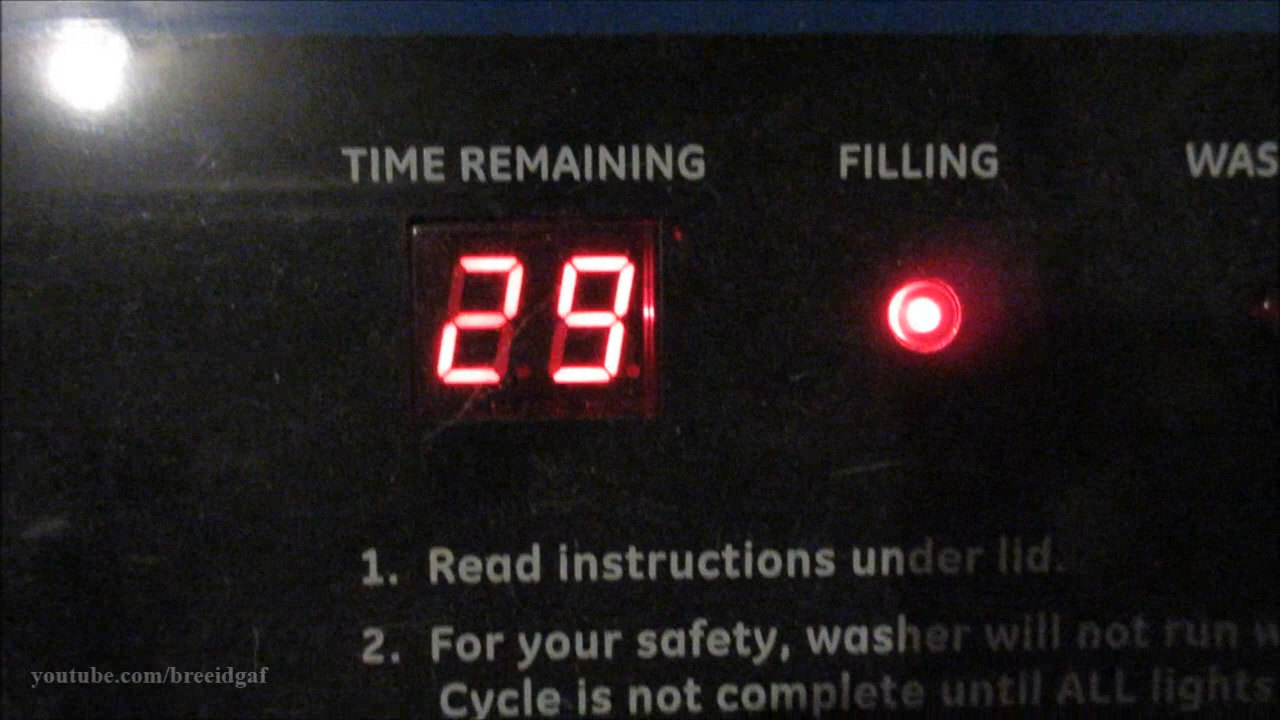 TIME REMAINING FILLING WAS
29
1. Read instructions under lid.
2. For your safety, washer will not run
Cycle is not complete until ALL lights
youtube.com/breeidgaf